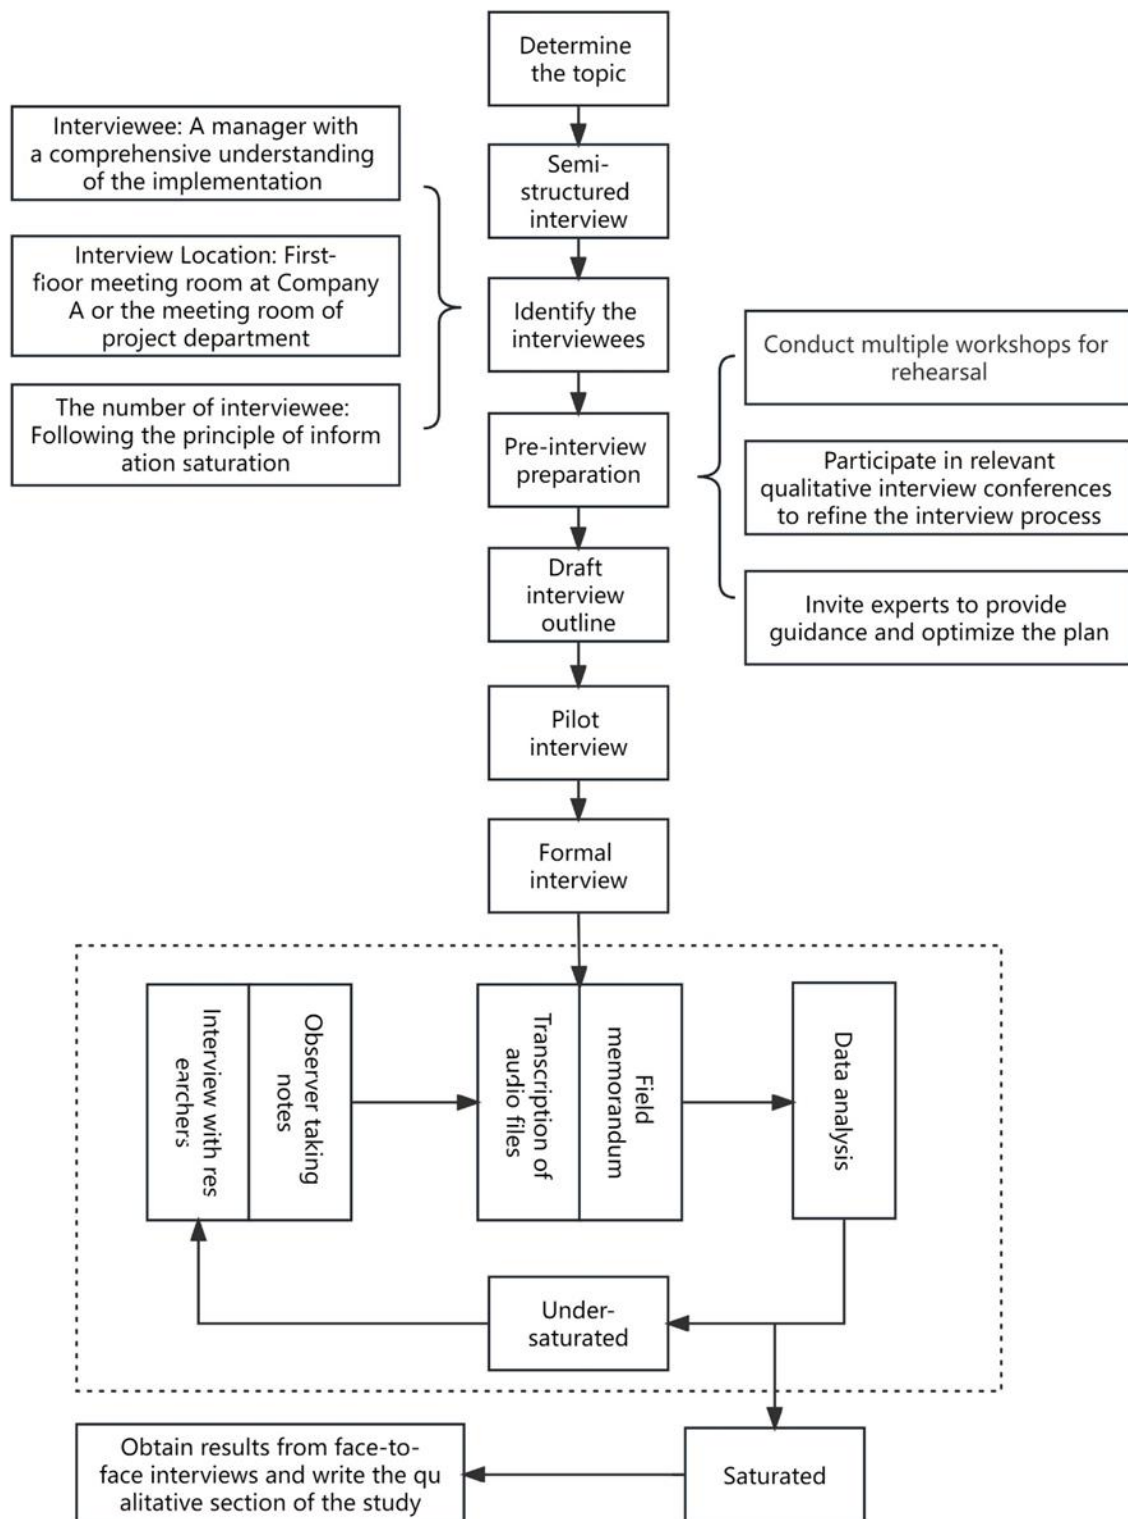 Determine
the topic
Interviewee: A manager with
a comprehensive understanding
of the implementation
Semi-
structured
interview
Interview Location: First-
floor meeting room at Company
A or the meeting room of
project department
Identify the
interviewees
Conduct multiple workshops for
rehearsal
The number of interviewee:
Following the principle of inform
ation saturation
Pre-interview
preparation
Participate in relevant
qualitative interview conferences
to refine the interview process
Draft
interview
outline
Invite experts to provide
guidance and optimize the plan
Pilot
interview
Formal
interview
Interview with res
earchers
Observer taking
notes
Transcription of
audio files
Field
memorandum
Data analysis
Under-
saturated
Obtain results from face-to-
face interviews and write the qu
alitative section of the study
Saturated